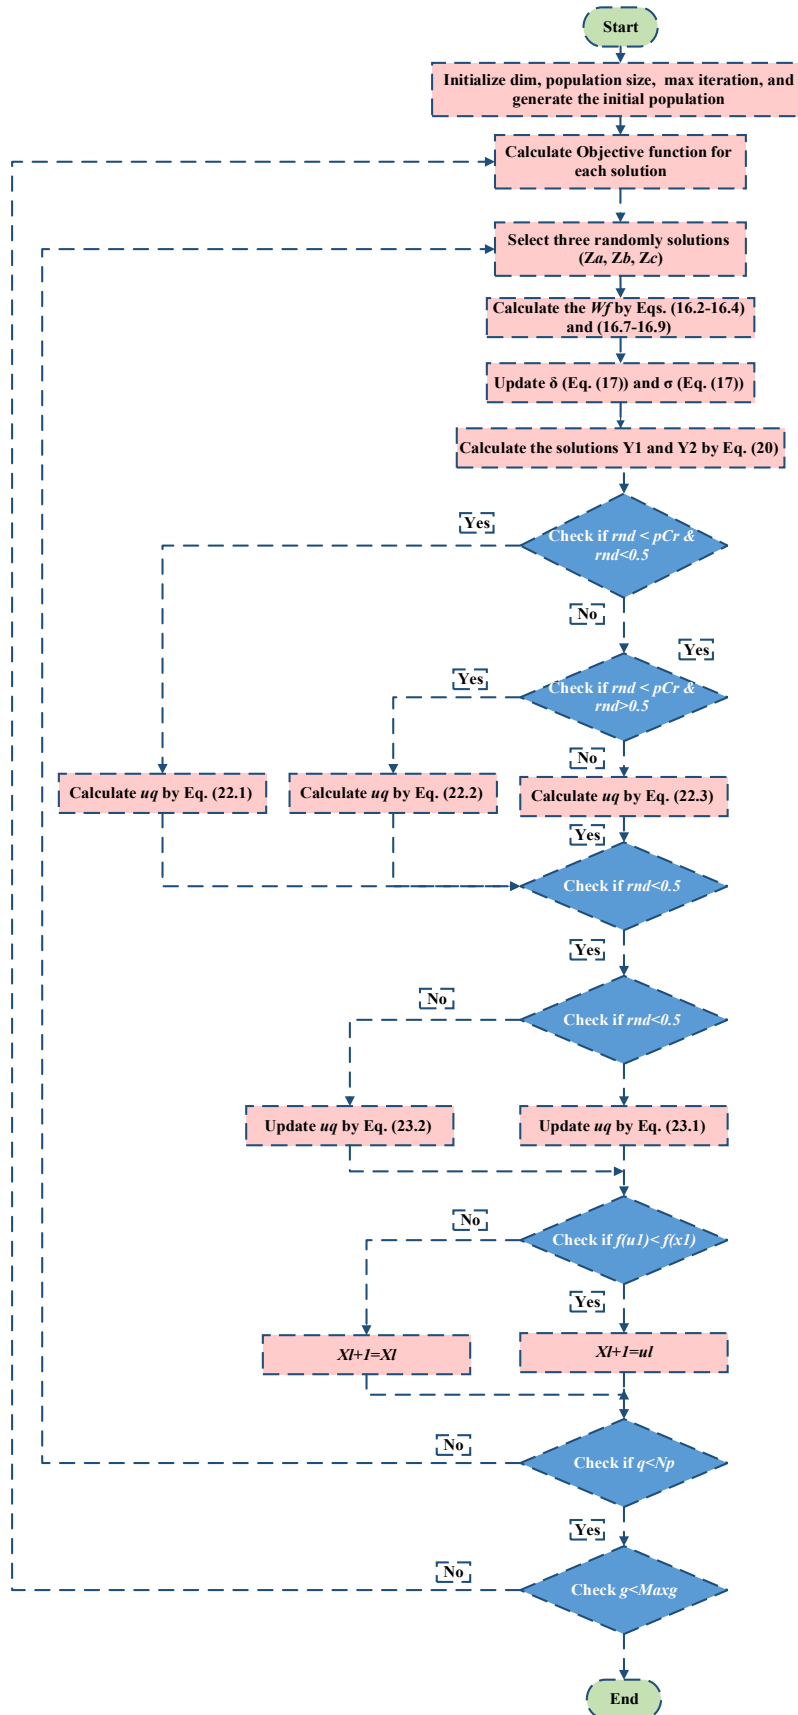 Start
Initialize dim, population size, max iteration, and
generate the initial population
Calculate Objective function for
each solution
Select three randomly solutions
(Za, Zb, Zc)
Calculate the Wf by Eqs. (16.2-16.4)
and (16.7-16.9)
Update δ (Eq. (17)) and σ (Eq. (17))
Calculate the solutions Y1 and Y2 by Eq. (20)
Yes
Check if rnd < pCr &
rnd<0.5
No
Yes
Yes
Check if rnd < pCr &
rnd>0.5
No
Calculate uq by Eq. (22.1)
Calculate uq by Eq. (22.2)
Calculate uq by Eq. (22.3)
Yes
Check if rnd<0.5
Yes
No
Check if rnd<0.5
Update uq by Eq. (23.2)
Update uq by Eq. (23.1)
No
Check if f(u1)< f(x1)
Yes
Xl+1=Xl
Xl+1=ul
No
Check if q<Np
Yes
No
Check g<Maxg
End